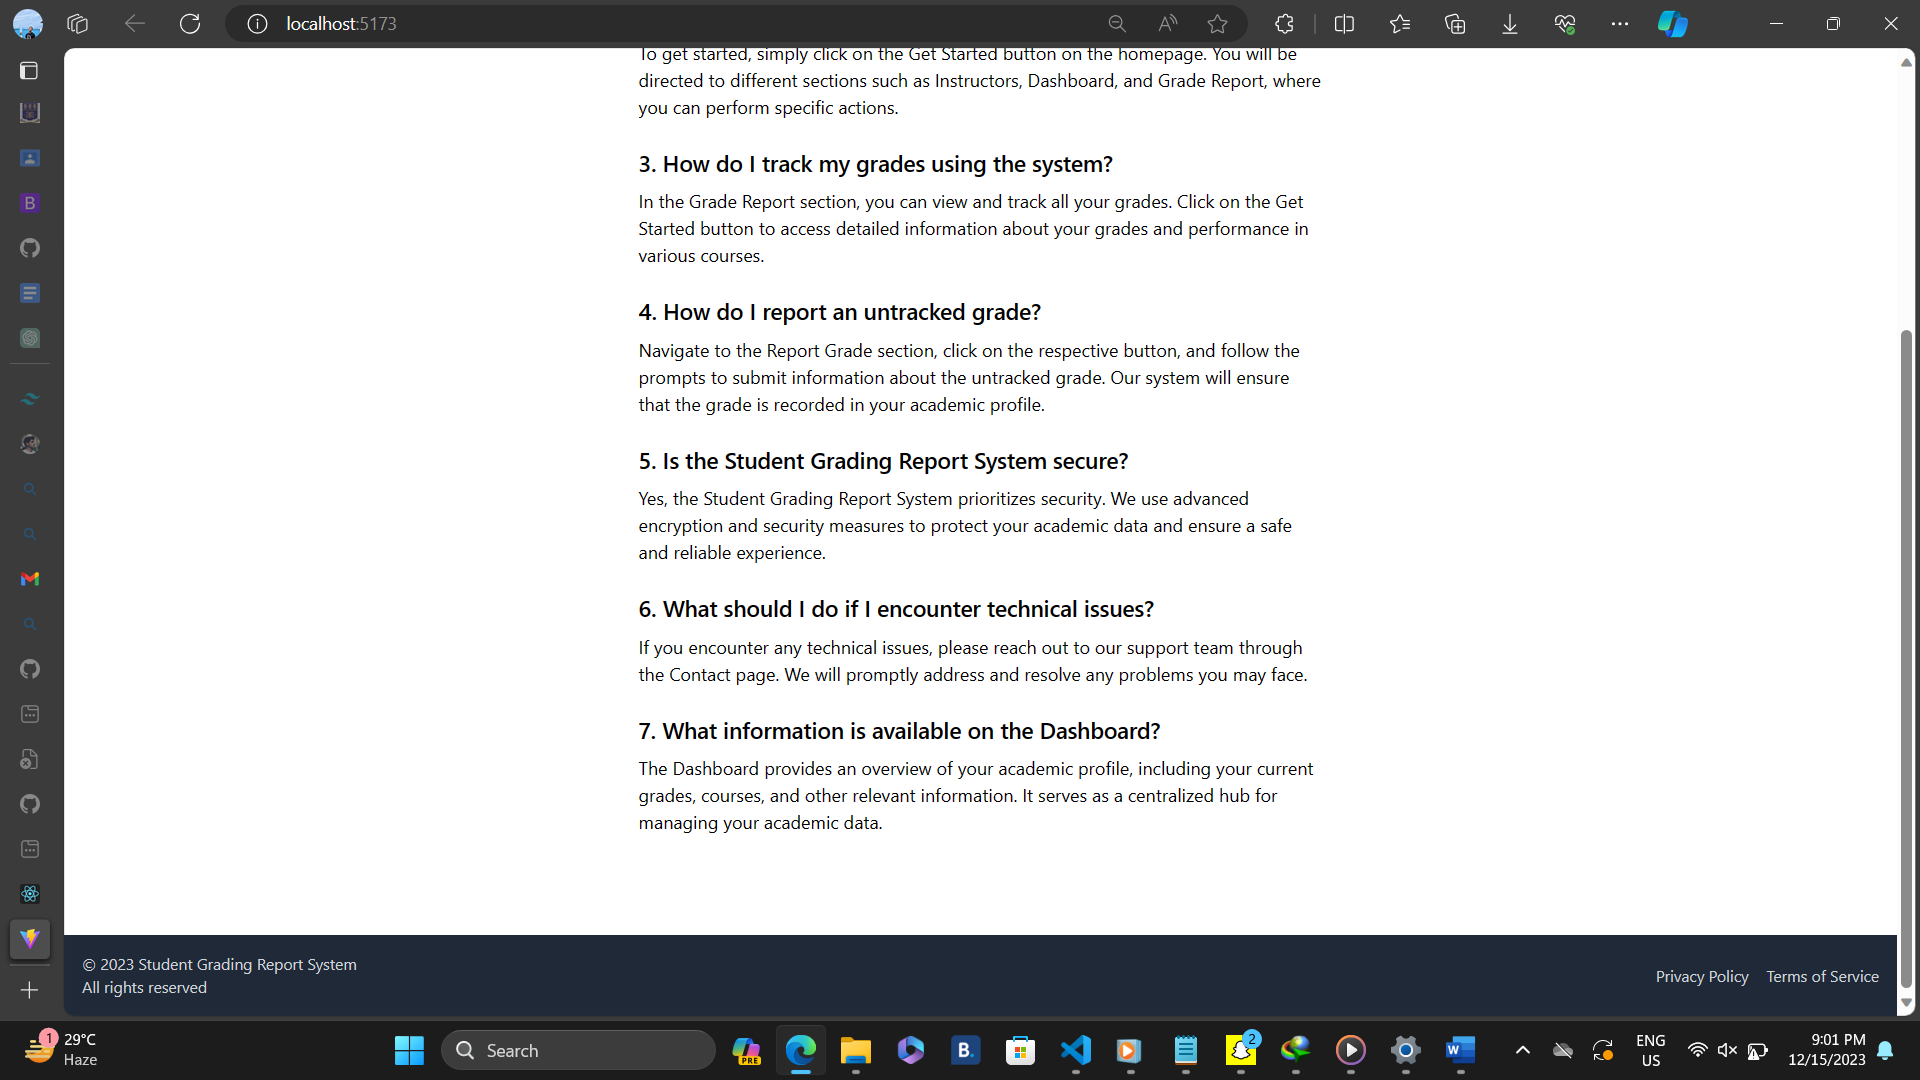 localhost:5173
To get started, simply click on the Get Started button on the homepage. You will be
directed to different sections such as Instructors, Dashboard, and Grade Report, where
you can perform specific actions.
3. How do I track my grades using the system?
In the Grade Report section, you can view and track all your grades. Click on the Get
Started button to access detailed information about your grades and performance in
various courses.
4. How do I report an untracked grade?
Navigate to the Report Grade section, click on the respective button, and follow the
prompts to submit information about the untracked grade. Our system will ensure
that the grade is recorded in your academic profile.
5. Is the Student Grading Report System secure?
Yes, the Student Grading Report System prioritizes security. We use advanced
encryption and security measures to protect your academic data and ensure a safe
and reliable experience.
6. What should I do if I encounter technical issues?
If you encounter any technical issues, please reach out to our support team through
the Contact page. We will promptly address and resolve any problems you may face.
7. What information is available on the Dashboard?
The Dashboard provides an overview of your academic profile, including your current
grades, courses, and other relevant information. It serves as a centralized hub for
managing your academic data.
© 2023 Student Grading Report System
All rights reserved
Privacy Policy Terms of Service
1
29°C
Haze
Search
PRE
B.
2
W
ENG
US
9:01 PM
12/15/2023